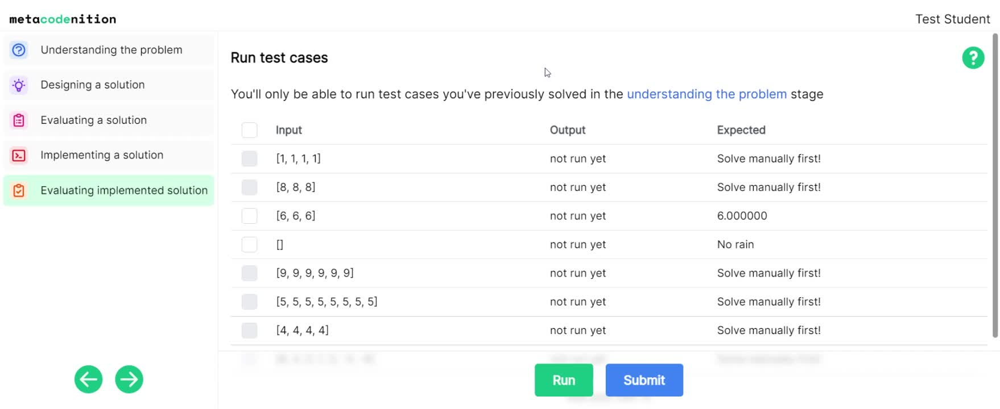 metacodenition
Test Student
Understanding the problem
Designing a solution
Evaluating a solution
Implementing a solution
Evaluating implemented solution
Run test cases
?
You'll only be able to run test cases you've previously solved in the understanding the problem stage
Input Output Expected
[1, 1, 1, 1] not run yet Solve manually first!
[8, 8, 8] not run yet Solve manually first!
[6, 6, 6] not run yet 6.000000
[] not run yet No rain
[9, 9, 9, 9, 9, 9] not run yet Solve manually first!
[5, 5, 5, 5, 5, 5, 5, 5] not run yet Solve manually first!
[4, 4, 4, 4] not run yet Solve manually first!
Run Submit